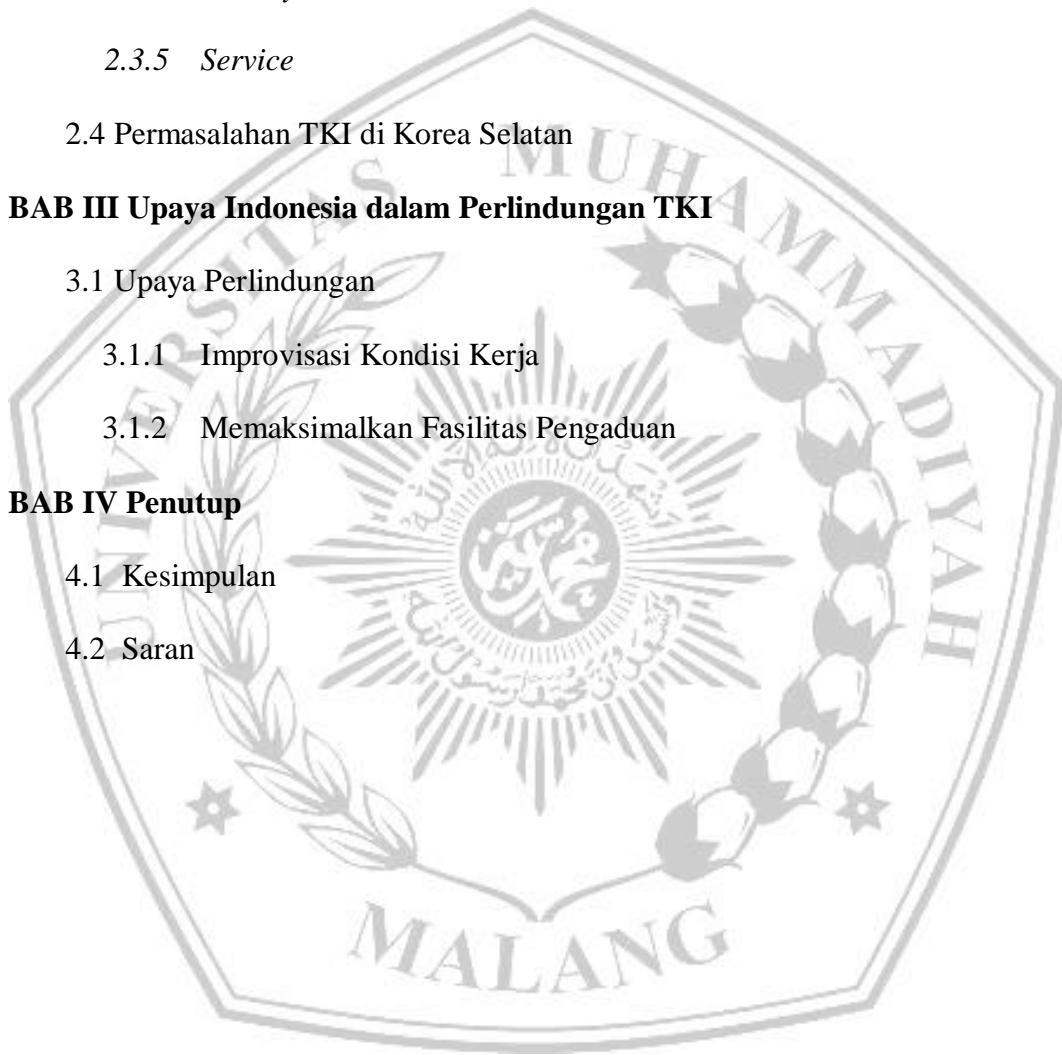 2.3.5 Service
2.4 Permasalahan TKI di Korea Selatan
BAB III Upaya Indonesia dalam Perlindungan TKI
3.1 Upaya Perlindungan
3.1.1 Improvisasi Kondisi Kerja
3.1.2 Memaksimalkan Fasilitas Pengaduan
BAB IV Penutup
4.1 Kesimpulan
4.2 Saran
UNIVERSITAS MUHAMMADIYAH
MALANG